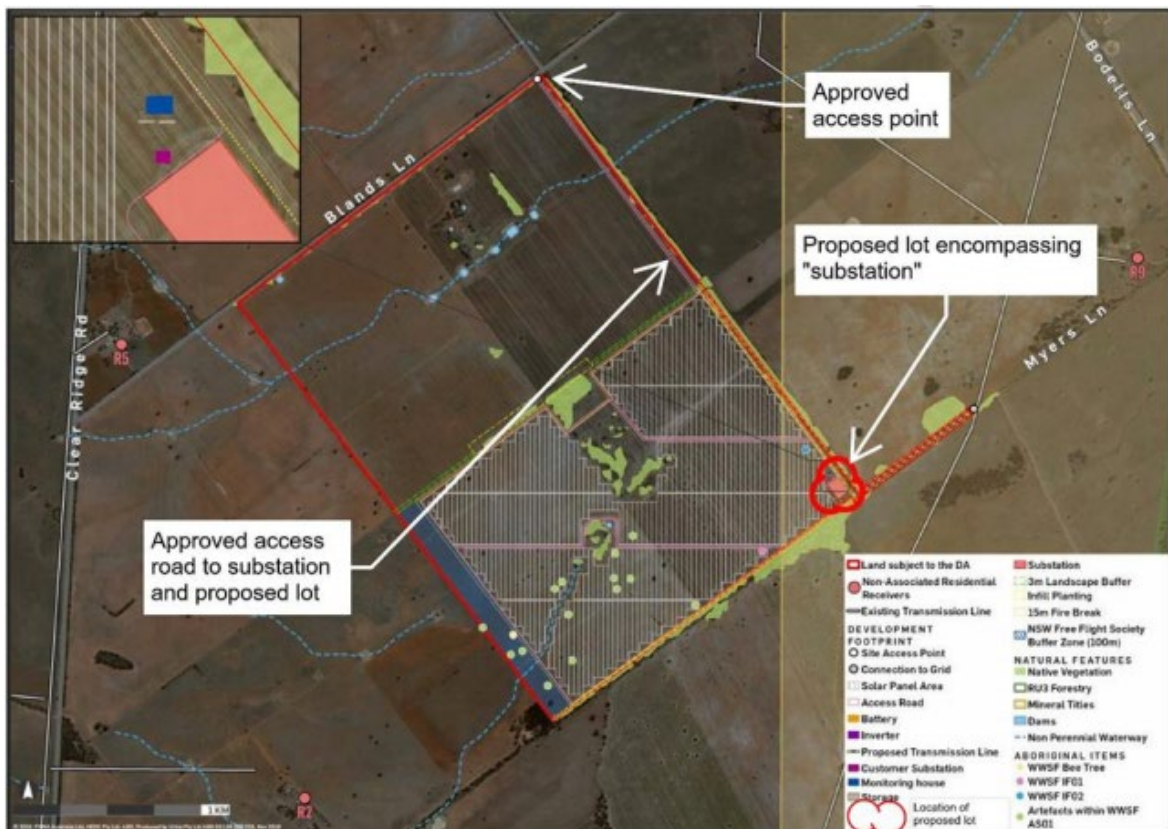 Approved
access point
Bodells Ln
Blands Ln
Proposed lot encompassing
"substation"
R9
Clear Ridge Rd
R5
Myers Ln
Approved access
road to substation
and proposed lot
R2
1 KM
Land subject to the DA
Non-Associated Residential
Receivers
Existing Transmission Line
DEVELOPMENT
FOOTPRINT
Site Access Point
Connection to Grid
Solar Panel Area
Access Road
Battery
Inverter
Proposed Transmission Line
Customer Substation
Monitoring house
Storage
Location of
proposed lot
Substation
3m Landscape Buffer
Infill Planting
15m Fire Break
NSW Free Flight Society
Buffer Zone (100m)
NATURAL FEATURES
Native Vegetation
RU3 Forestry
Mineral Titles
Dams
Non Perennial Waterway
ABORIGINAL ITEMS
WWSF Bee Tree
WWSF IF01
WWSF IF02
Artefacts within WWSF
AS01